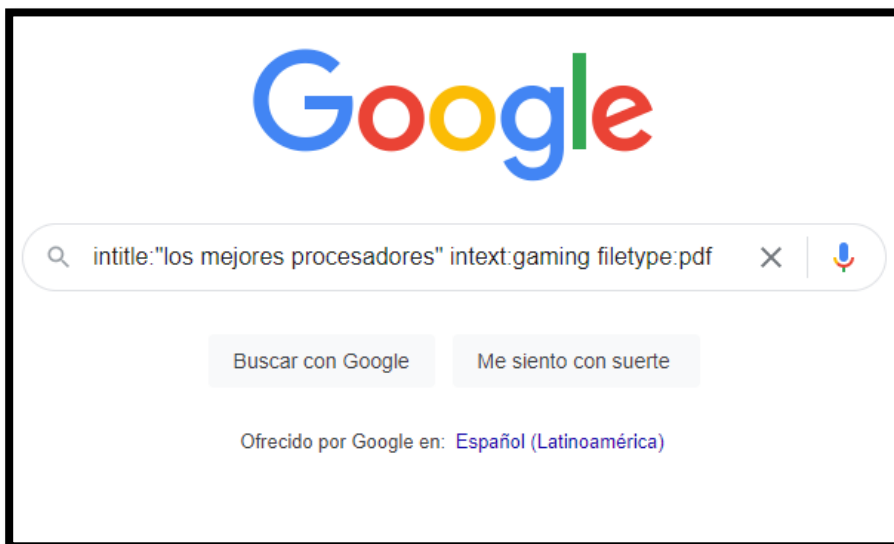 Google
intitle:"los mejores procesadores" intext:gaming filetype:pdf
Buscar con Google
Me siento con suerte
Ofrecido por Google en: Español (Latinoamérica)